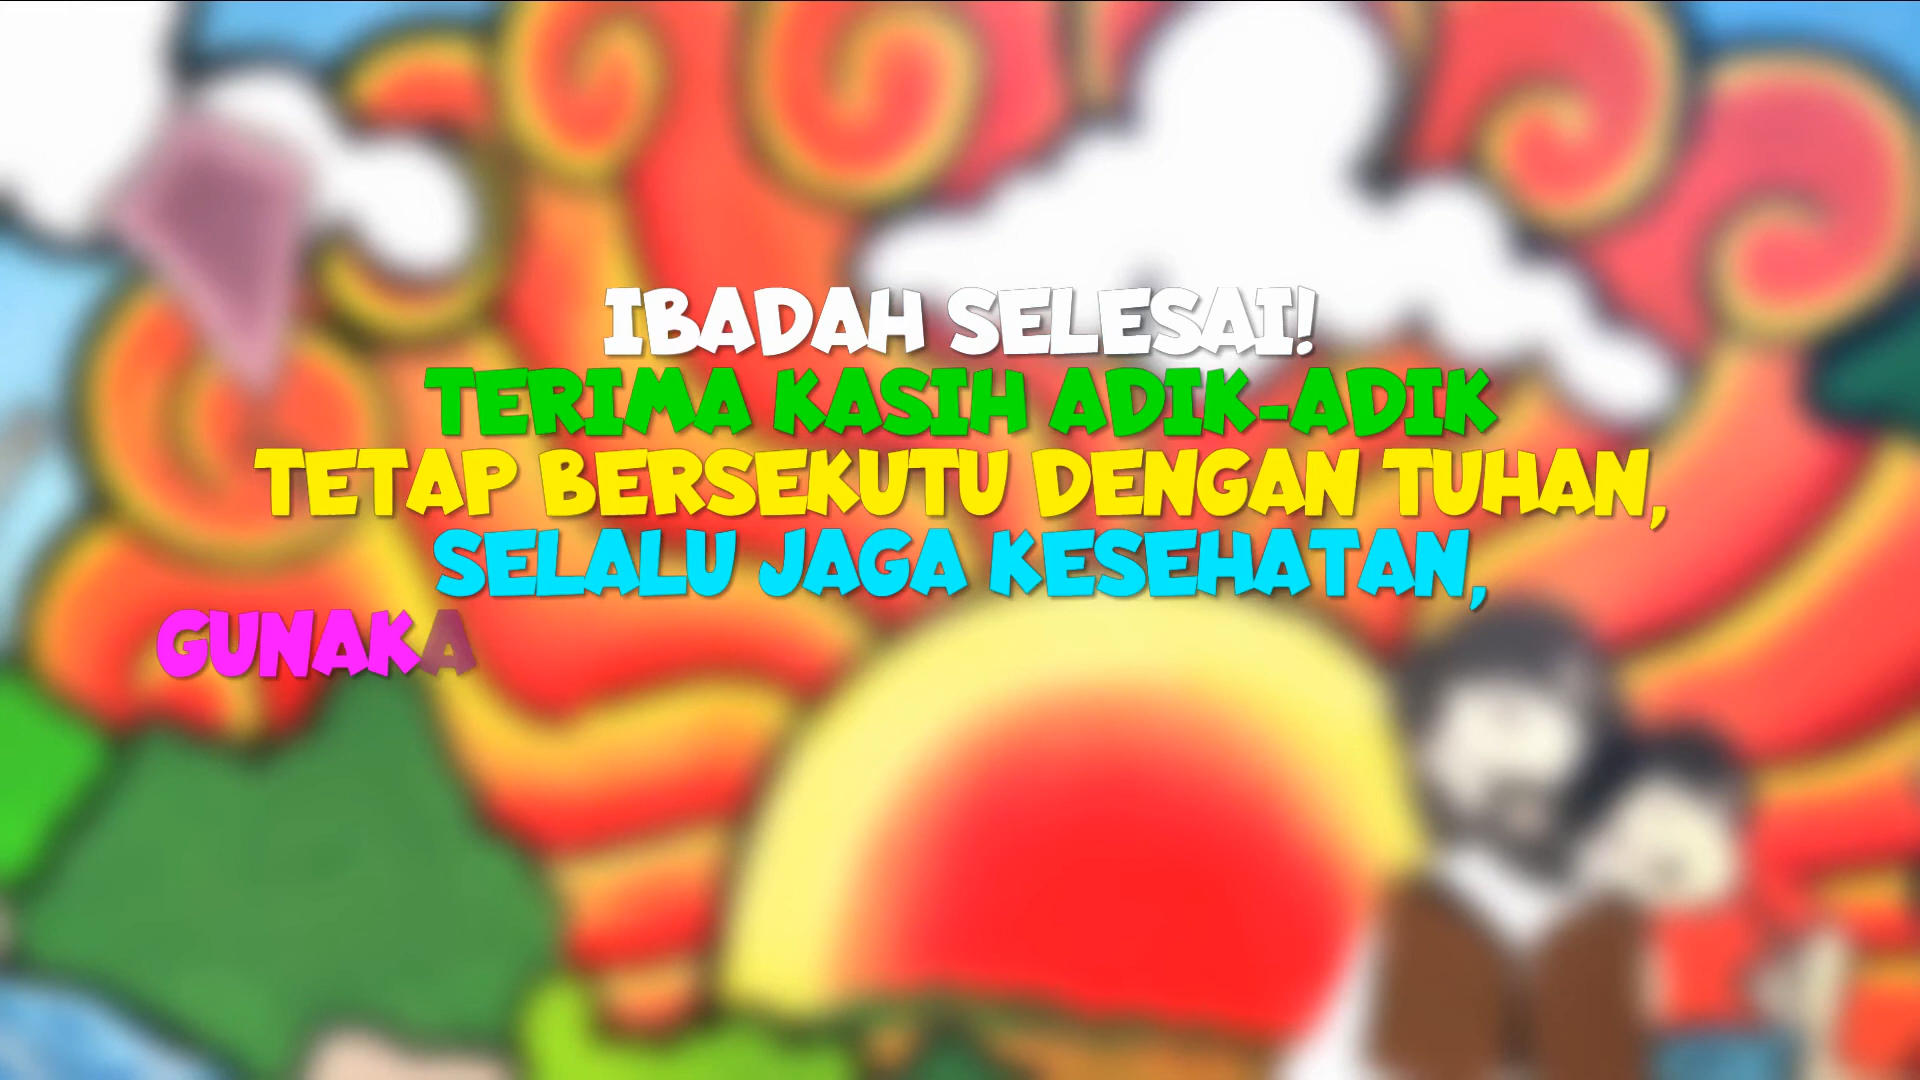 IBADAH SELESAI!
TERIMA KASIH ADIK-ADIK
TETAP BERSEKUTU DENGAN TUHAN,
SELALU JAGA KESEHATAN,
GUNAKA